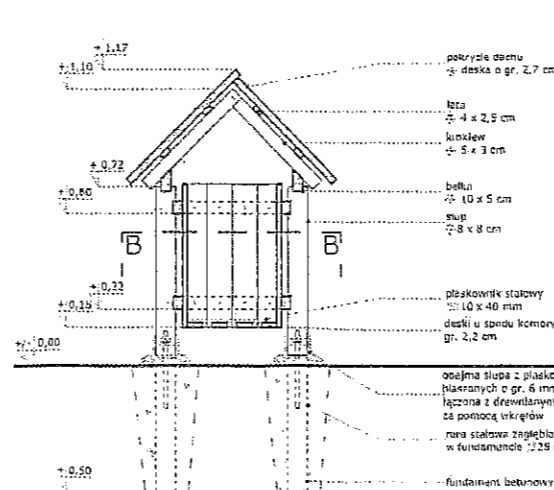 + 1,17
+ 1,10
pokrycie dachu
deska o gr. 2,7 cm
łata
4 x 2,5 cm
5 x 3 cm
+ 0,72
+ 0,60
belka
10 x 5 cm
słup
8 x 8 cm
B B
+ 0,22
+ 0,15
płaskownik stalowy
10 x 40 mm
deski u spodu komory
gr. 2,2 cm
+/- 0,00
obejma słupa z płasko
blaszanych o gr. 6 mm
łączona z drewnianym
za pomocą wkrętów
rura stalowa zagłębio
w fundamencie
- 0,50
fundament betonowy